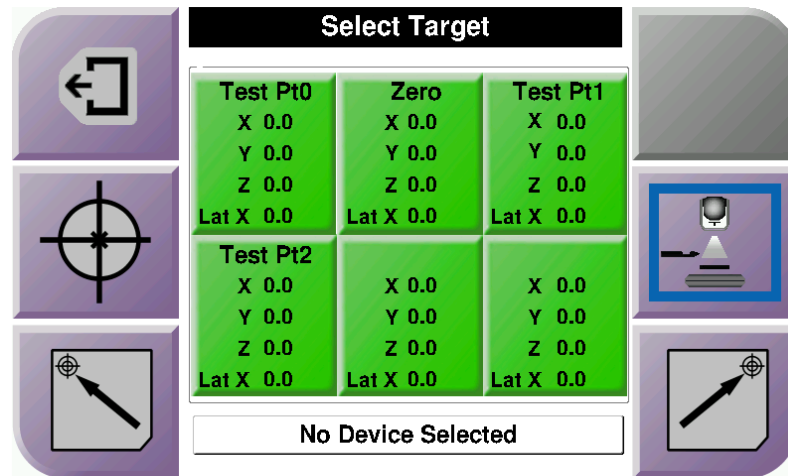 Select Target
Test Pt0 Zero Test Pt1
X 0.0 X 0.0 X 0.0
Y 0.0 Y 0.0 Y 0.0
Z 0.0 Z 0.0 Z 0.0
Lat X 0.0 Lat X 0.0 Lat X 0.0
Test Pt2
X 0.0 X 0.0 X 0.0
Y 0.0 Y 0.0 Y 0.0
Z 0.0 Z 0.0 Z 0.0
Lat X 0.0 Lat X 0.0 Lat X 0.0
No Device Selected